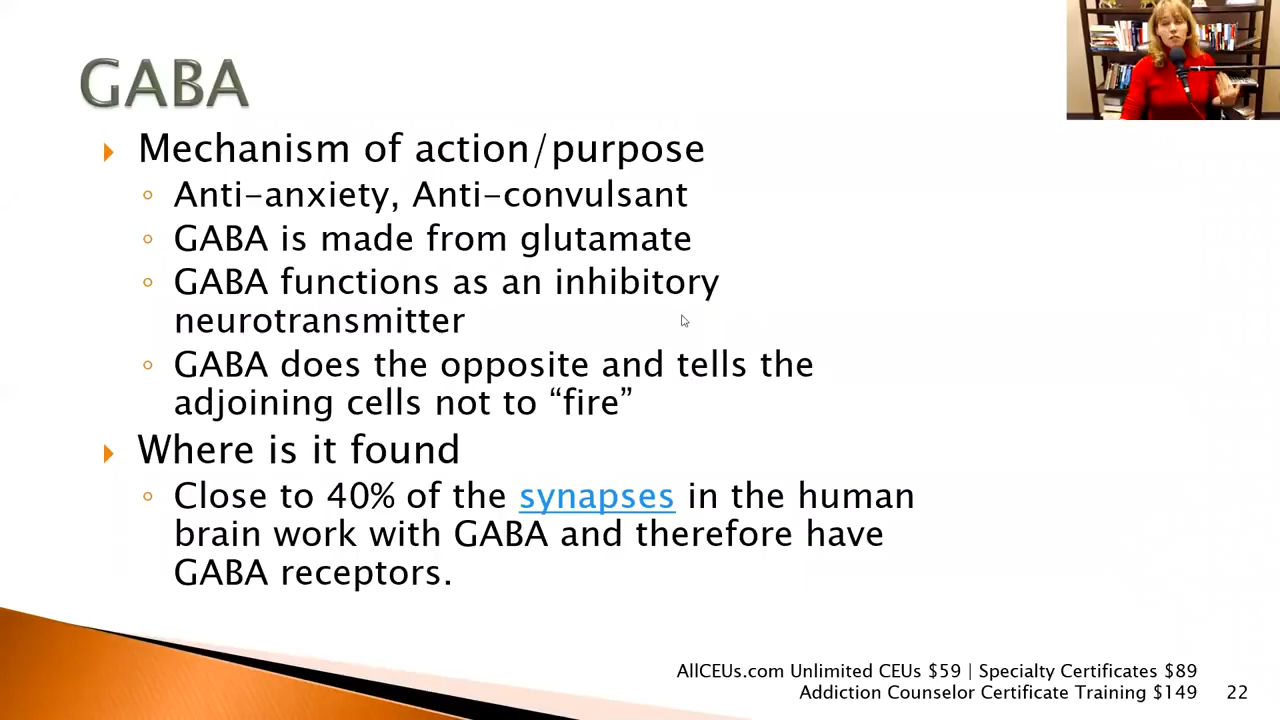 GABA
Mechanism of action/purpose
Anti-anxiety, Anti-convulsant
GABA is made from glutamate
GABA functions as an inhibitory
neurotransmitter
GABA does the opposite and tells the
adjoining cells not to “fire”
Where is it found
Close to 40% of the synapses in the human
brain work with GABA and therefore have
GABA receptors.
AllCEUs.com Unlimited CEUs $59 | Specialty Certificates $89
Addiction Counselor Certificate Training $149
22